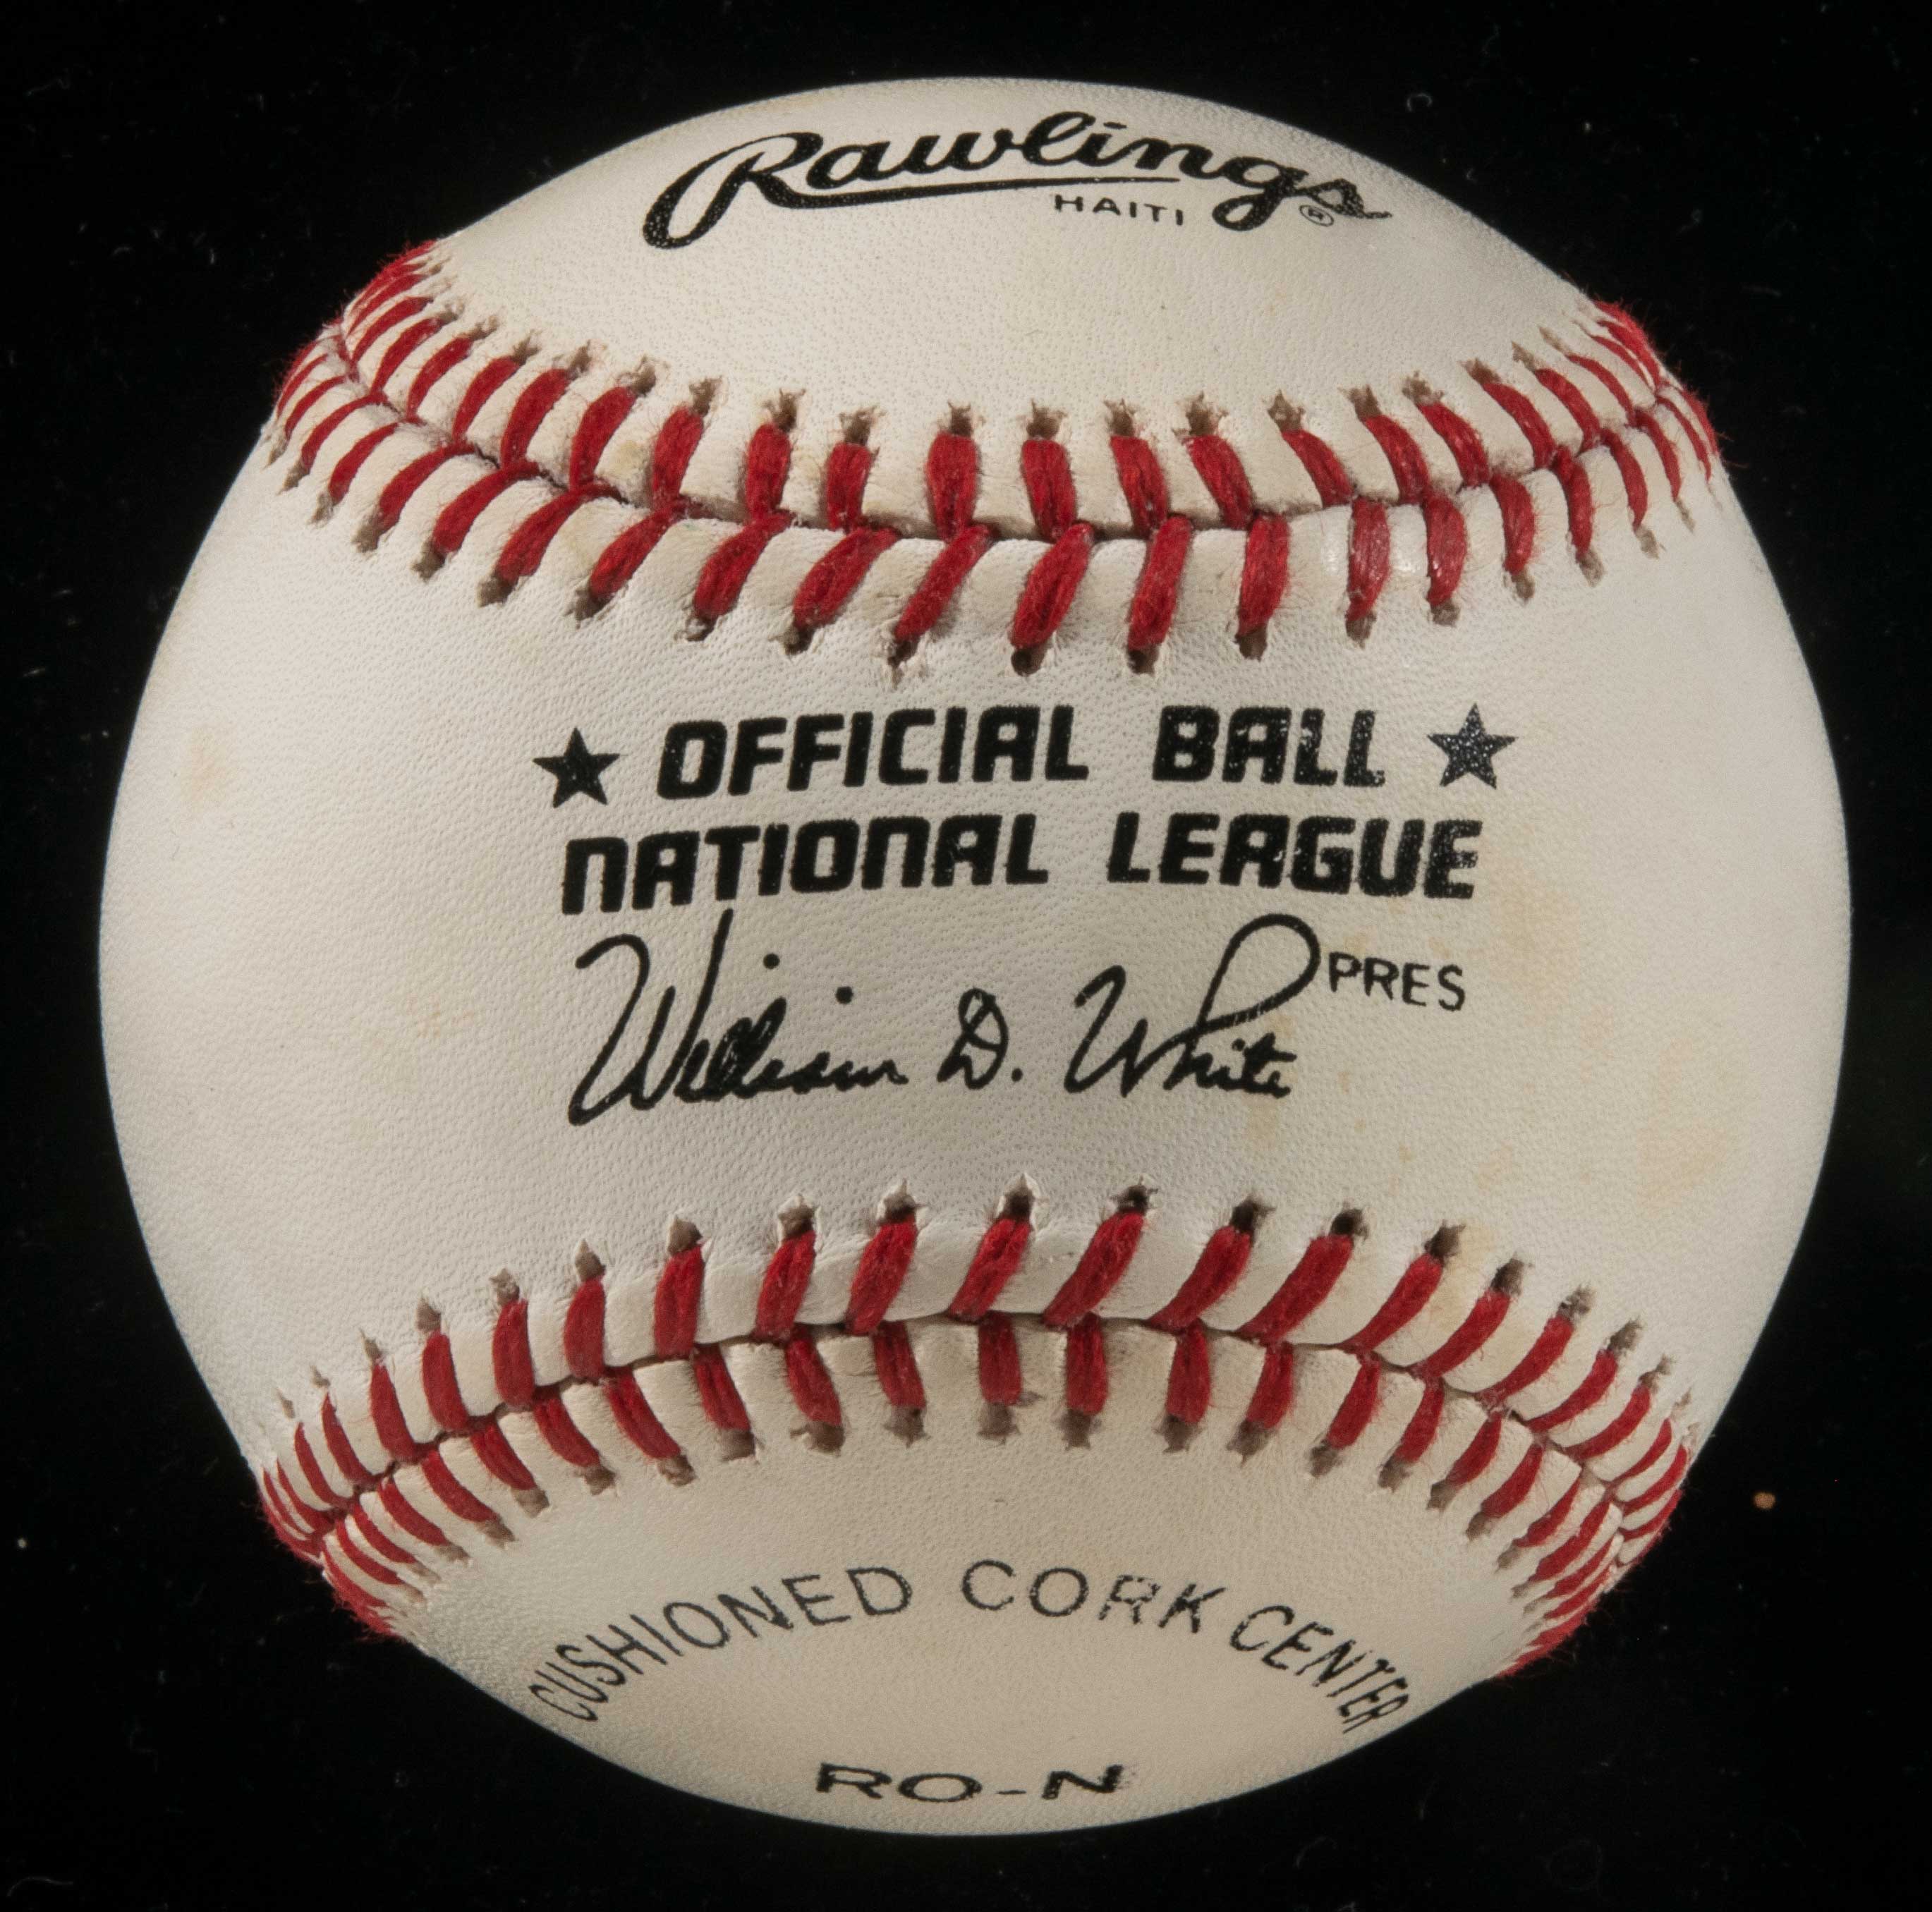 Rawlings ®
HAITI
★ OFFICIAL BALL ★
NATIONAL LEAGUE
William D. White PRES
CUSHIONED CORK CENTER
RO-N